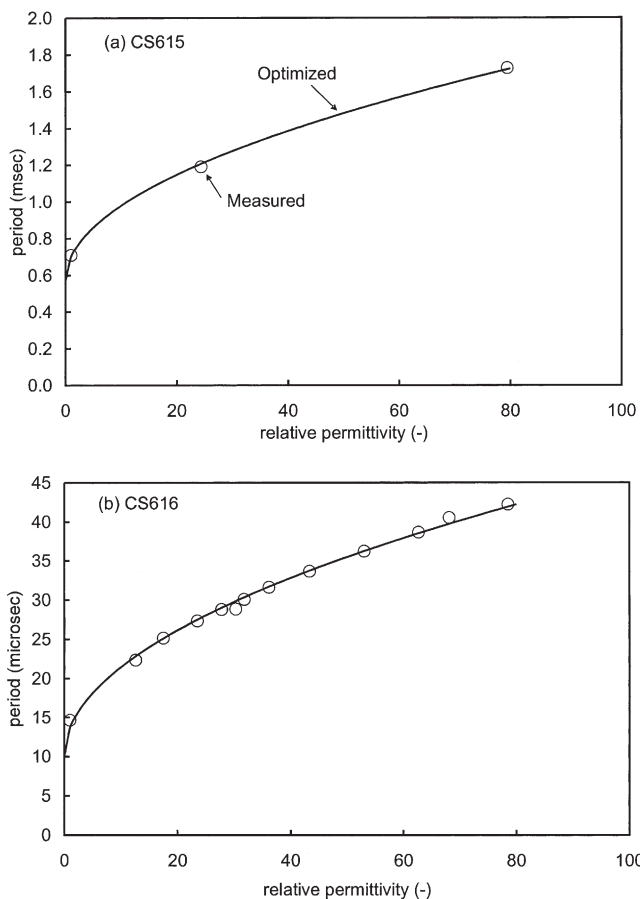 2.0
(a) CS615
1.8
Optimized
1.6
1.4
1.2
Measured
1.0
0.8
0.6
0.4
0.2
0.0
period (msec)
0 20 40 60 80 100
relative permittivity (-)
45
(b) CS616
40
35
30
25
20
15
10
5
0
period (microsec)
0 20 40 60 80 100
relative permittivity (-)